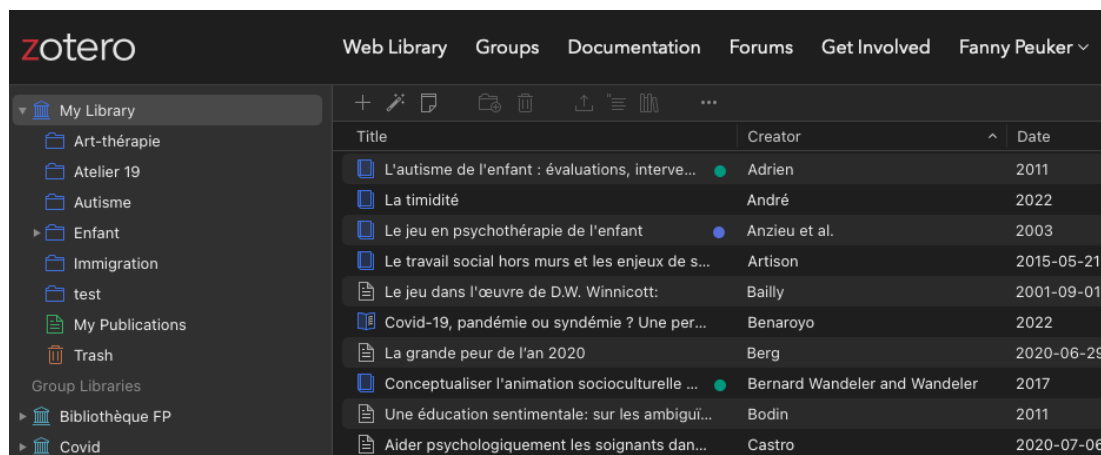 zotero
Web Library Groups Documentation Forums Get Involved Fanny Peuker
My Library
Art-thérapie
Atelier 19
Autisme
Enfant
Immigration
test
My Publications
Trash
Group Libraries
Bibliothèque FP
Covid
Title Creator Date
L'autisme de l'enfant : évaluations, interve... Adrien 2011
La timidité André 2022
Le jeu en psychothérapie de l'enfant Anzieu et al. 2003
Le travail social hors murs et les enjeux de s... Artison 2015-05-21
Le jeu dans l'œuvre de D.W. Winnicott: Bailly 2001-09-01
Covid-19, pandémie ou syndémie ? Une per... Benaroyo 2022
La grande peur de l'an 2020 Berg 2020-06-29
Conceptualiser l'animation socioculturelle ... Bernard Wandeler and Wandeler 2017
Une éducation sentimentale: sur les ambiguï... Bodin 2011
Aider psychologiquement les soignants dan... Castro 2020-07-06